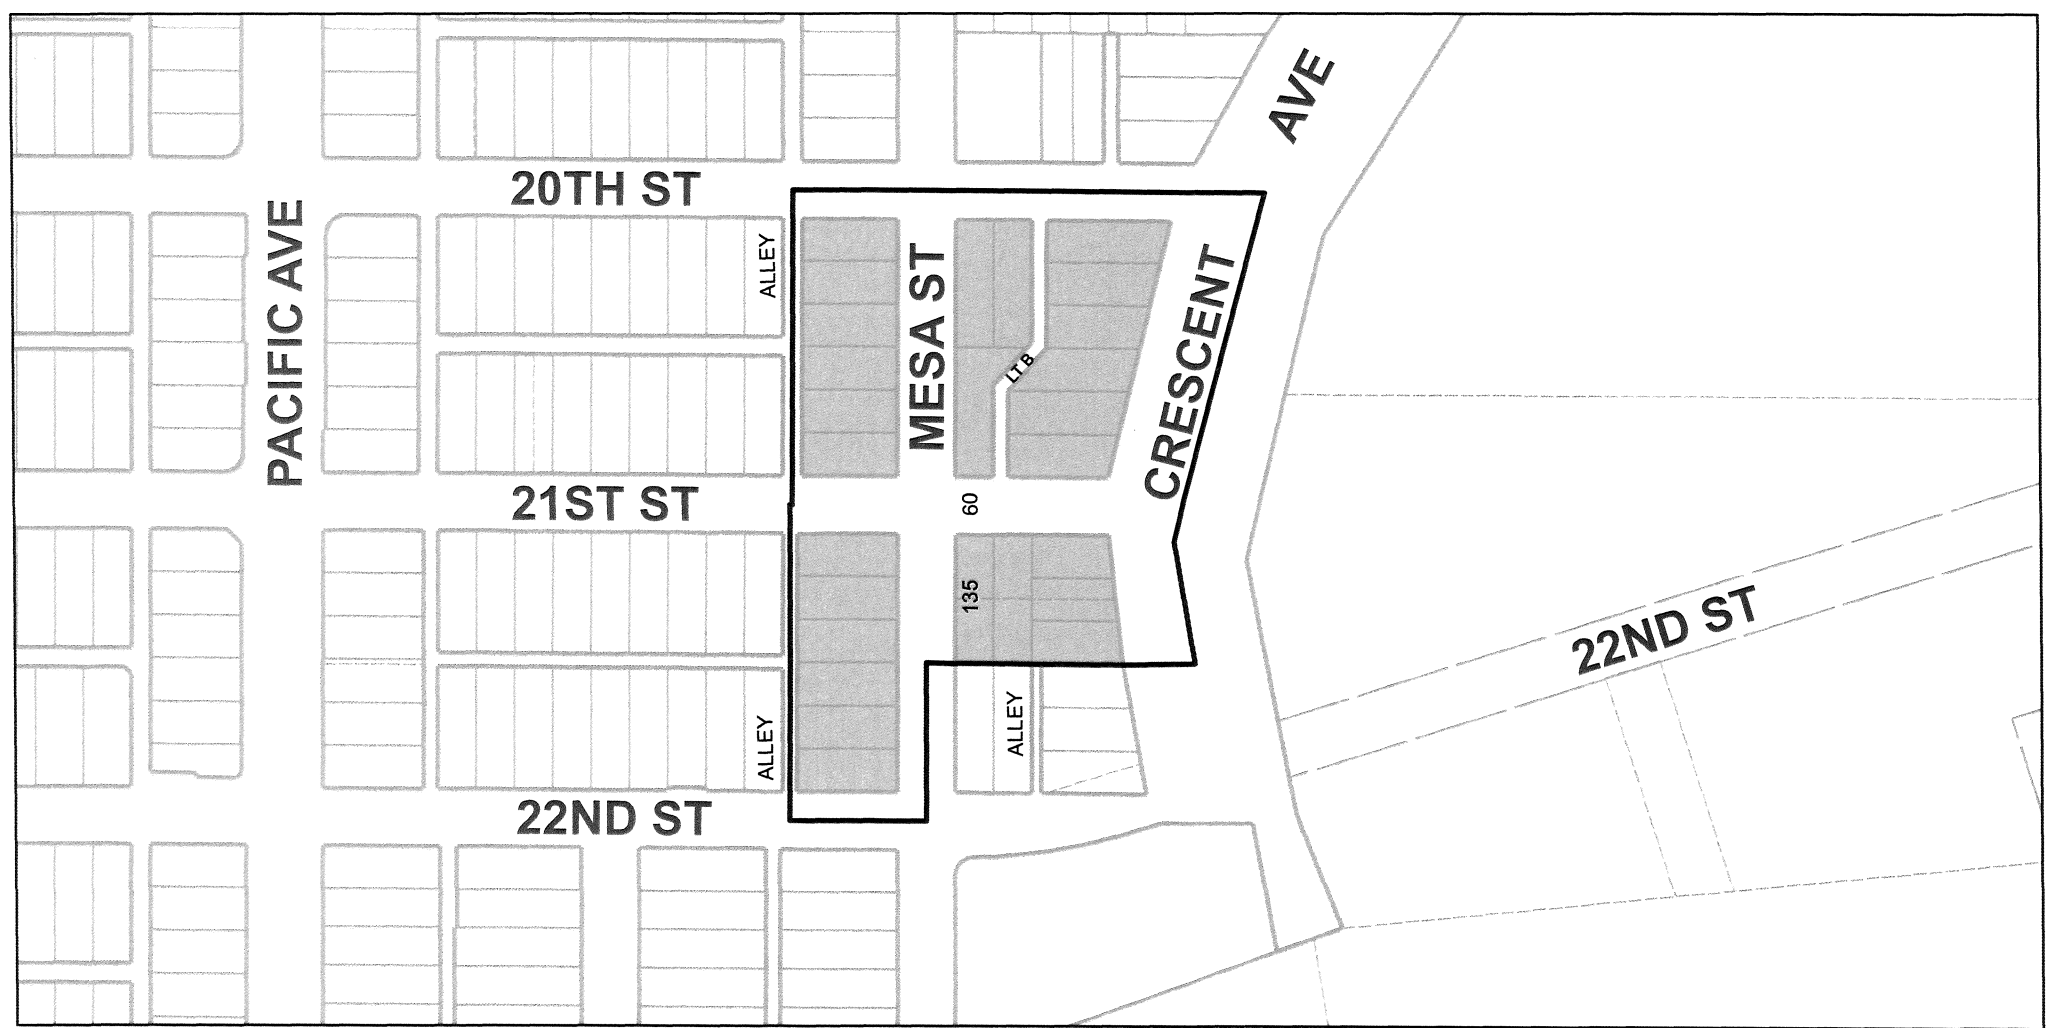 AVE
20TH ST
PACIFIC AVE
ALLEY
MESA ST
CRESCENT
LT B
21ST ST
60
135
22ND ST
ALLEY
ALLEY
22ND ST